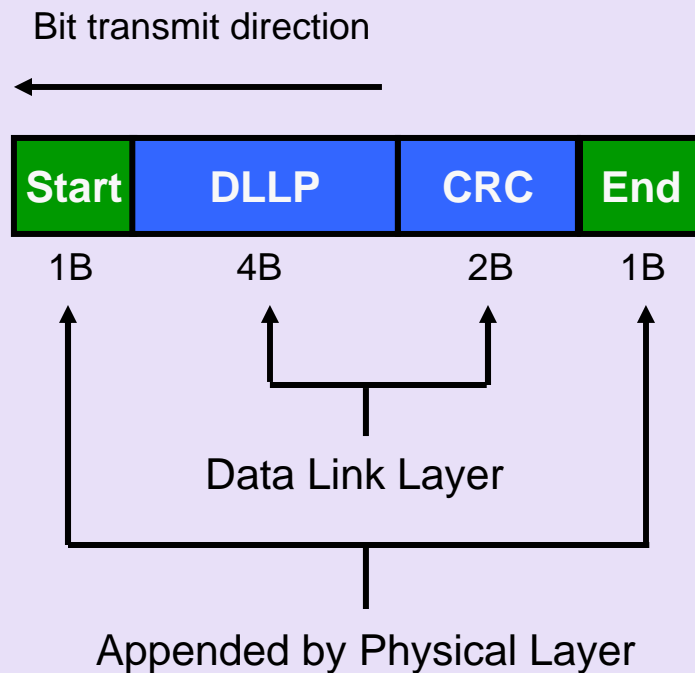 Bit transmit direction
Start DLLP CRC End
1B 4B 2B 1B
Data Link Layer
Appended by Physical Layer